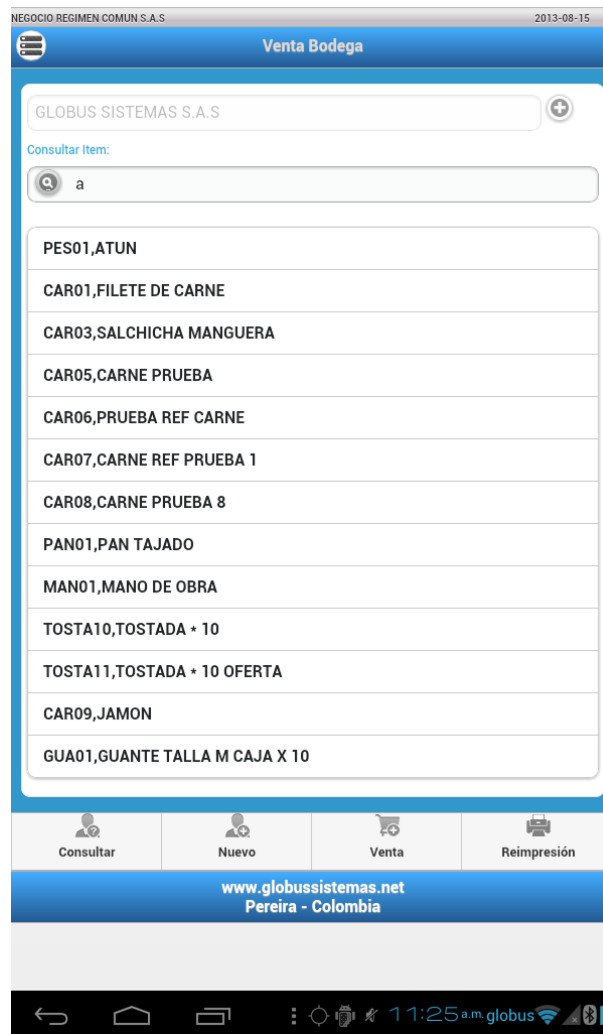 NEGOCIO REGIMEN COMUN S.A.S 2013-08-15
Venta Bodega
GLOBUS SISTEMAS S.A.S
Consultar Item:
a
PES01,ATUN
CAR01,FILETE DE CARNE
CAR03,SALCHICHA MANGUERA
CAR05,CARNE PRUEBA
CAR06,PRUEBA REF CARNE
CAR07,CARNE REF PRUEBA 1
CAR08,CARNE PRUEBA 8
PAN01,PAN TAJADO
MAN01,MANO DE OBRA
TOSTA10,TOSTADA * 10
TOSTA11,TOSTADA * 10 OFERTA
CAR09,JAMON
GUA01,GUANTE TALLA M CAJA X 10
Consultar Nuevo Venta Reimpresión
www.globussistemas.net
Pereira - Colombia
11:25 a.m. globus